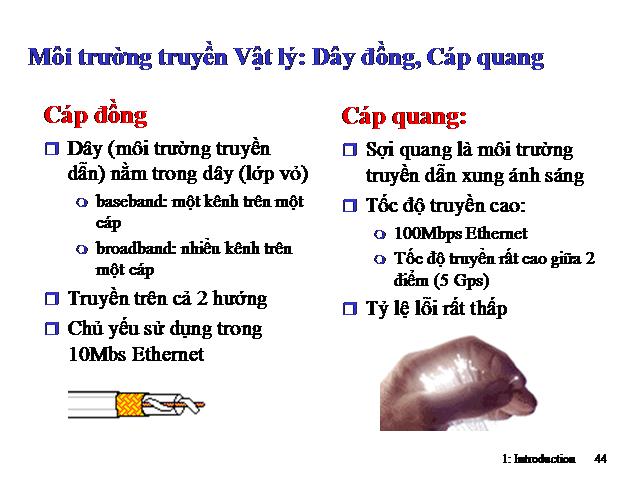 Môi trường truyền Vật lý: Dây đồng, Cáp quang
Cáp đồng
Dây (môi trường truyền
dẫn) nằm trong dây (lớp vỏ)
baseband: một kênh trên một
cáp
broadband: nhiều kênh trên
một cáp
Truyền trên cả 2 hướng
Chủ yếu sử dụng trong
10Mbs Ethernet
Cáp quang:
Sợi quang là môi trường
truyền dẫn xung ánh sáng
Tốc độ truyền cao:
100Mbps Ethernet
Tốc độ truyền rất cao giữa 2
điểm (5 Gps)
Tỷ lệ lỗi rất thấp
1: Introduction 44